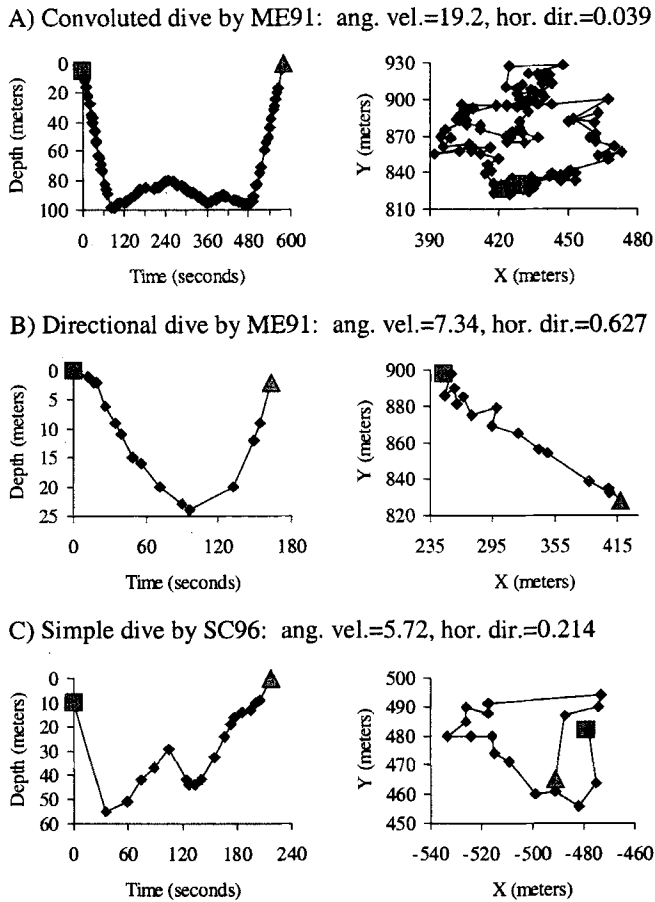 A) Convoluted dive by ME91: ang. vel.=19.2, hor. dir.=0.039
Depth (meters)
0
20
40
60
80
100
0 120 240 360 480 600
Time (seconds)
Y (meters)
930
900
870
840
810
390 420 450 480
X (meters)
B) Directional dive by ME91: ang. vel.=7.34, hor. dir.=0.627
Depth (meters)
0
5
10
15
20
25
0 60 120 180
Time (seconds)
Y (meters)
900
880
860
840
820
235 295 355 415
X (meters)
C) Simple dive by SC96: ang. vel.=5.72, hor. dir.=0.214
Depth (meters)
0
10
20
30
40
50
60
0 60 120 180 240
Time (seconds)
Y (meters)
500
490
480
470
460
450
-540 -520 -500 -480 -460
X (meters)